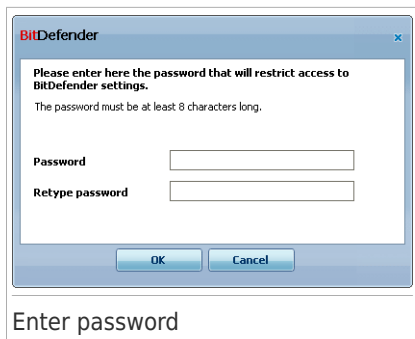 BitDefender
x
Please enter here the password that will restrict access to
BitDefender settings.
The password must be at least 8 characters long.
Password
Retype password
OK
Cancel
Enter password